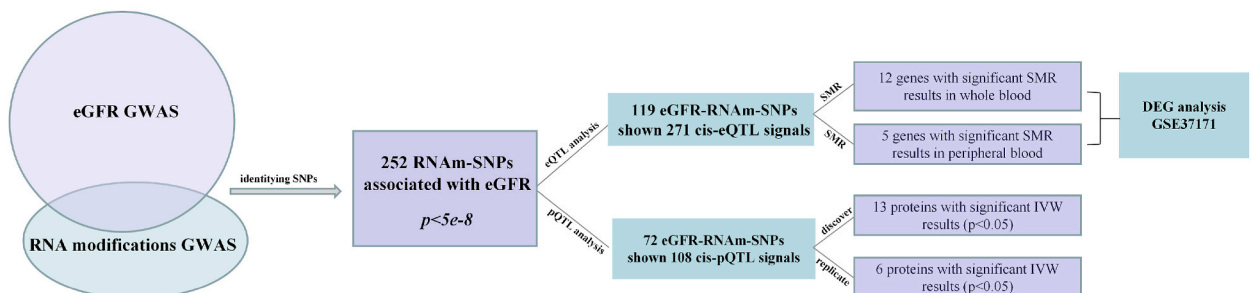 eGFR GWAS
RNA modifications GWAS
identitying SNPs
252 RNAm-SNPs
associated with eGFR
p<5e-8
eQTL analysis
pQTL analysis
119 eGFR-RNAm-SNPs
shown 271 cis-eQTL signals
72 eGFR-RNAm-SNPs
shown 108 cis-pQTL signals
SMR
SMR
discover
replicate
12 genes with significant SMR
results in whole blood
5 genes with significant SMR
results in peripheral blood
13 proteins with significant IVW
results (p<0.05)
6 proteins with significant IVW
results (p<0.05)
DEG analysis
GSE37171